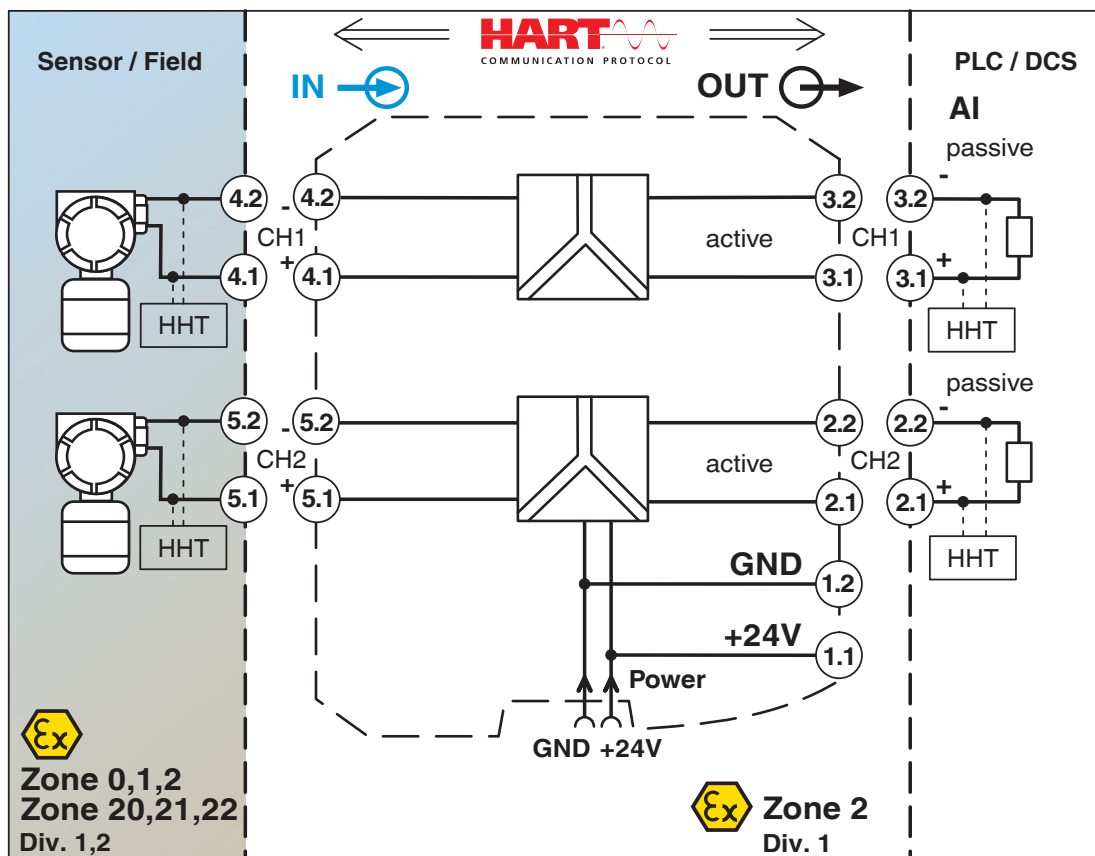 HART
COMMUNICATION PROTOCOL
Sensor / Field
PLC / DCS
IN
OUT
AI
passive
4.2
-
4.2
3.2
3.2
-
CH1
active
CH1
4.1
+
4.1
3.1
3.1
+
HHT
HHT
passive
5.2
-
5.2
2.2
2.2
-
CH2
active
CH2
5.1
+
5.1
2.1
2.1
+
HHT
HHT
GND
1.2
+24V
1.1
Power
GND +24V
Ex
Zone 0,1,2
Zone 20,21,22
Div. 1,2
Ex
Zone 2
Div. 1